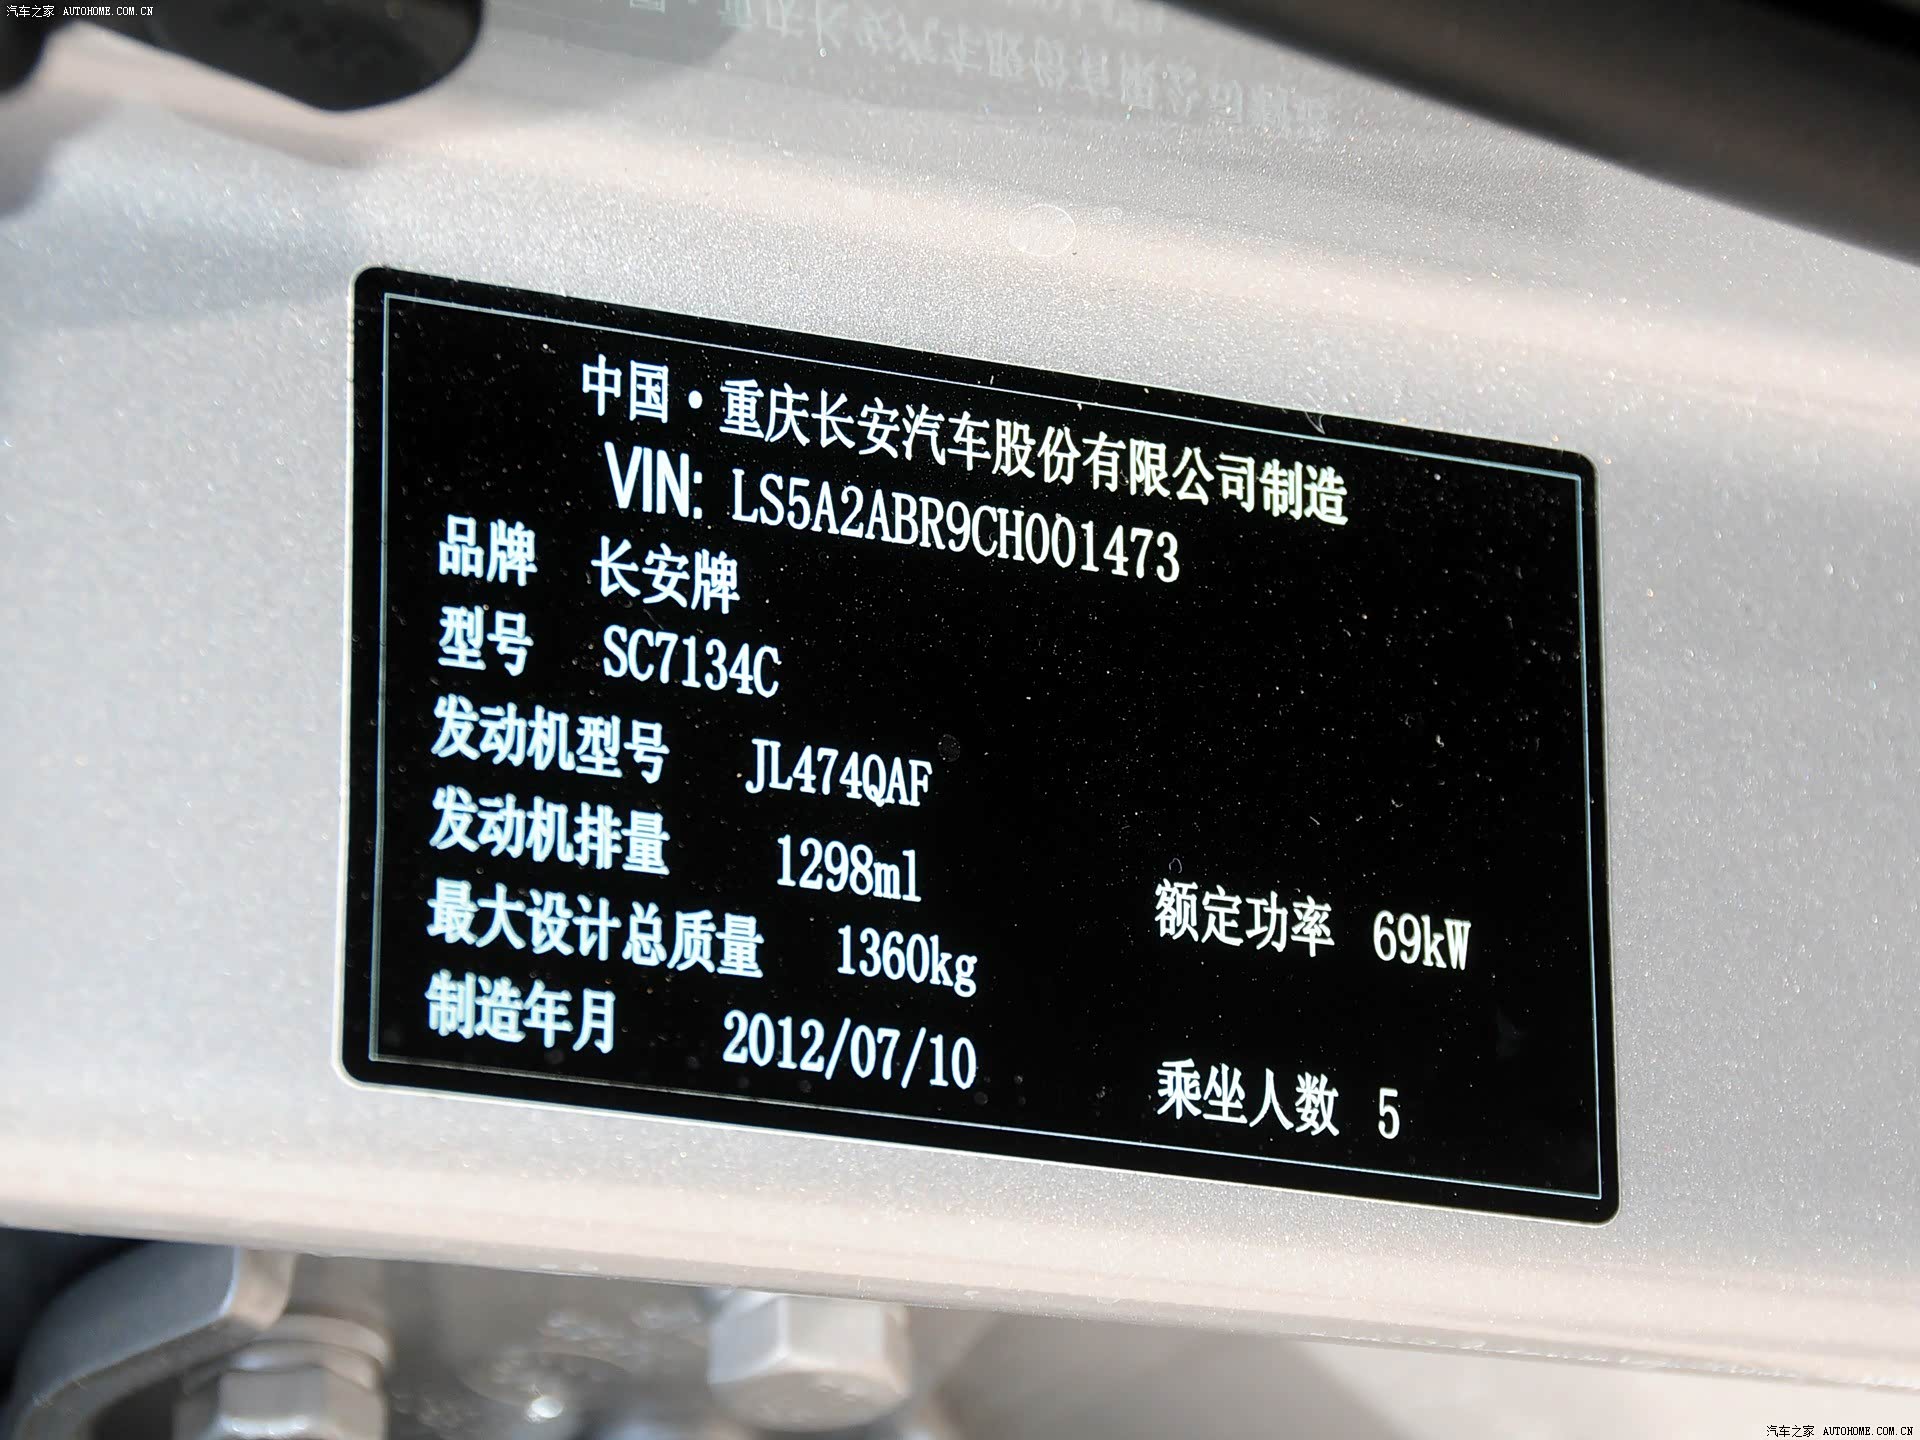 汽车之家 AUTOHOME.COM.CN
中国·重庆长安汽车股份有限公司制造
VIN: LS5A2ABR9CH001473
品牌 长安牌
型号 SC7134C
发动机型号 JL474QAF
发动机排量 1298ml 额定功率 69kW
最大设计总质量 1360kg
制造年月 2012/07/10 乘坐人数 5
汽车之家 AUTOHOME.COM.CN